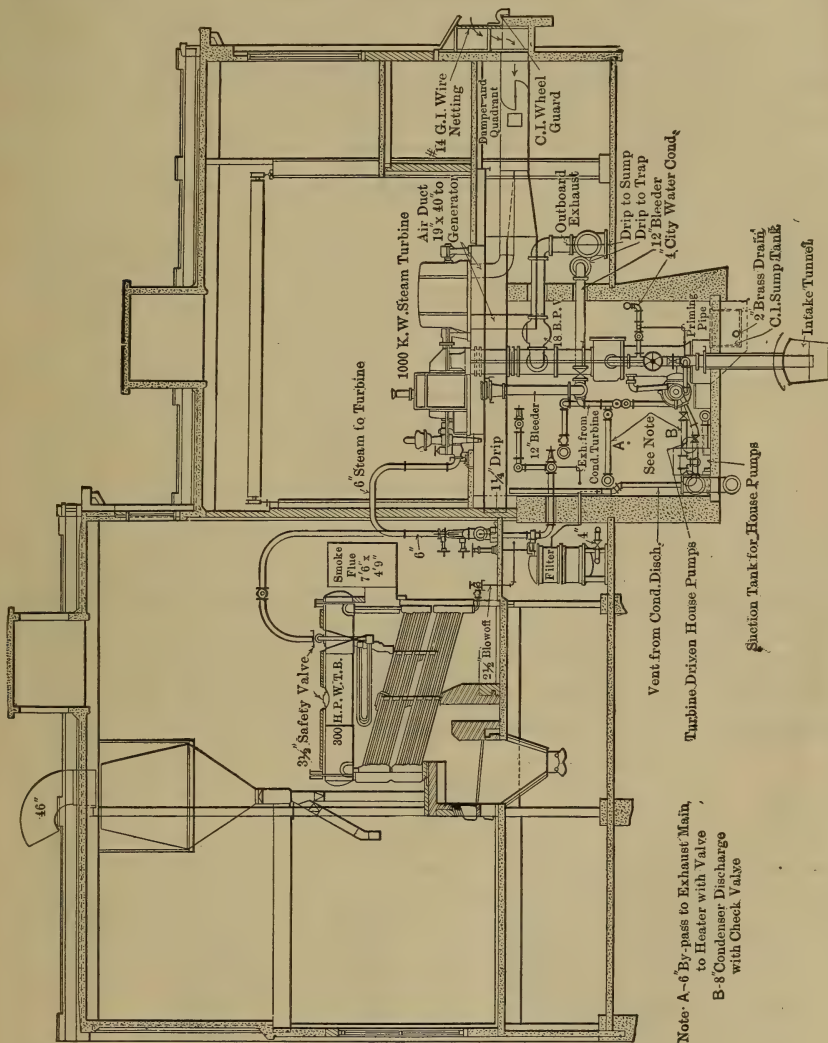 46"
3½" Safety Valve
300 H.P. W.T.B.
Smoke
Flue
7'6" x
4'9"
6" Steam to Turbine
6"
2½" Blowoff
Filter
4"
1000 K.W. Steam Turbine
Air Duct
19" x 40" to
Generator
#14 G.I. Wire
Netting
Damper and
Quadrant
C.I. Wheel
Guard
1¼" Drip
12" Bleeder
Exh. from
Cond. Turbine
18" B.P.V.
Outboard
Exhaust
Drip to Sump
Drip to Trap
12" Bleeder
4" City Water Cond.
Priming
Pipe
2" Brass Drain
C.I. Sump Tank
Intake Tunnel
A
See Note
B
Vent from Cond. Disch.
Turbine Driven House Pumps
Suction Tank for House Pumps
Note: A-6" By-pass to Exhaust Main,
to Heater with Valve
B-8" Condenser Discharge
with Check Valve